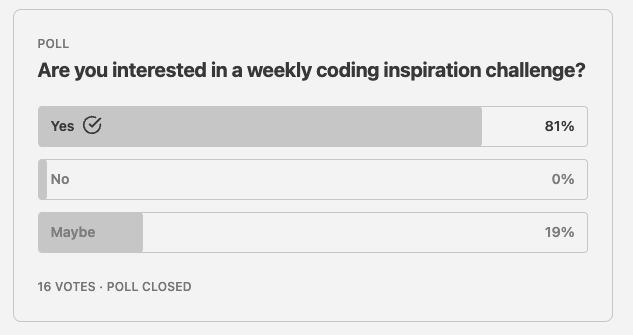 POLL
Are you interested in a weekly coding inspiration challenge?
Yes 81%
No 0%
Maybe 19%
16 VOTES · POLL CLOSED